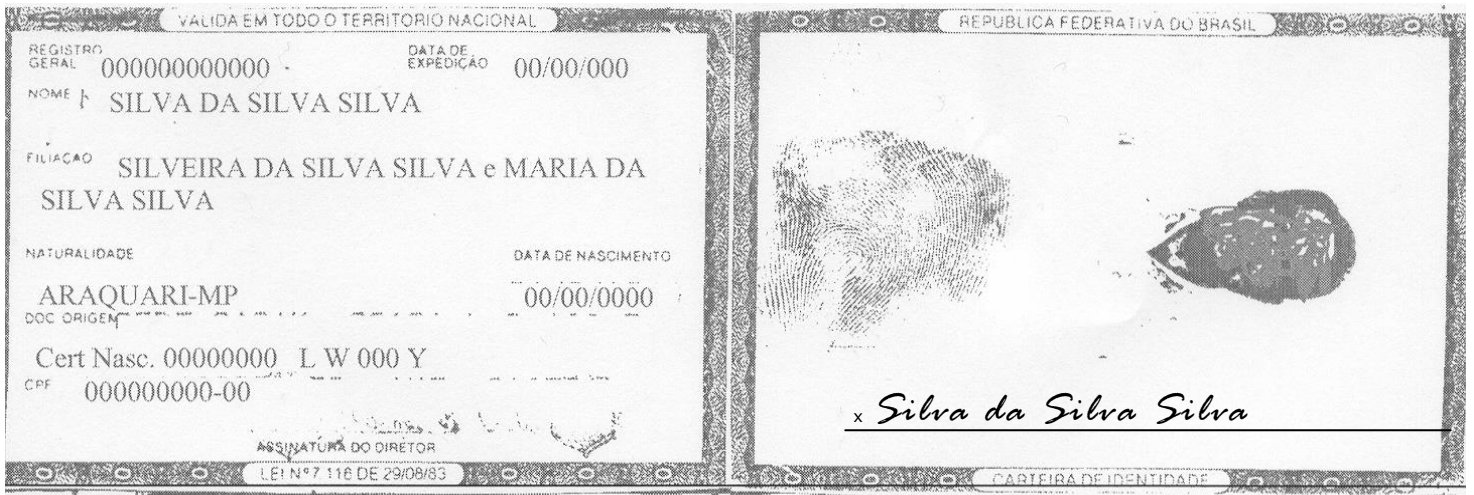 VALIDA EM TODO O TERRITORIO NACIONAL
REGISTRO GERAL 000000000000 DATA DE EXPEDIÇÃO 00/00/000
NOME SILVA DA SILVA SILVA
FILIAÇÃO SILVEIRA DA SILVA SILVA e MARIA DA
SILVA SILVA
NATURALIDADE DATA DE NASCIMENTO
ARAQUARI-MP 00/00/0000
DOC ORIGEM
Cert Nasc. 00000000 L W 000 Y
CPF 000000000-00
ASSINATURA DO DIRETOR
LEI Nº 7.116 DE 29/08/83
REPUBLICA FEDERATIVA DO BRASIL
x Silva da Silva Silva
CARTEIRA DE IDENTIDADE